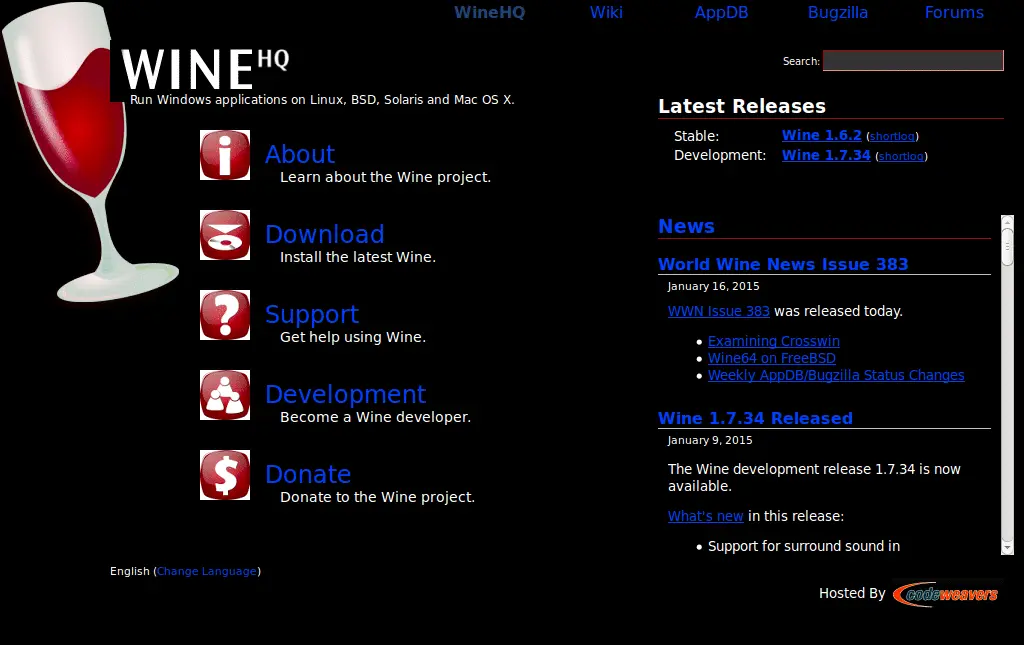 WineHQ Wiki AppDB Bugzilla Forums
WINEHQ
Run Windows applications on Linux, BSD, Solaris and Mac OS X.
Search:
About
Learn about the Wine project.
Download
Install the latest Wine.
Support
Get help using Wine.
Development
Become a Wine developer.
Donate
Donate to the Wine project.
Latest Releases
Stable: Wine 1.6.2 (shortlog)
Development: Wine 1.7.34 (shortlog)
News
World Wine News Issue 383
January 16, 2015
WWN Issue 383 was released today.
• Examining Crosswin
• Wine64 on FreeBSD
• Weekly AppDB/Bugzilla Status Changes
Wine 1.7.34 Released
January 9, 2015
The Wine development release 1.7.34 is now
available.
What's new in this release:
• Support for surround sound in
English (Change Language)
Hosted By codeweavers